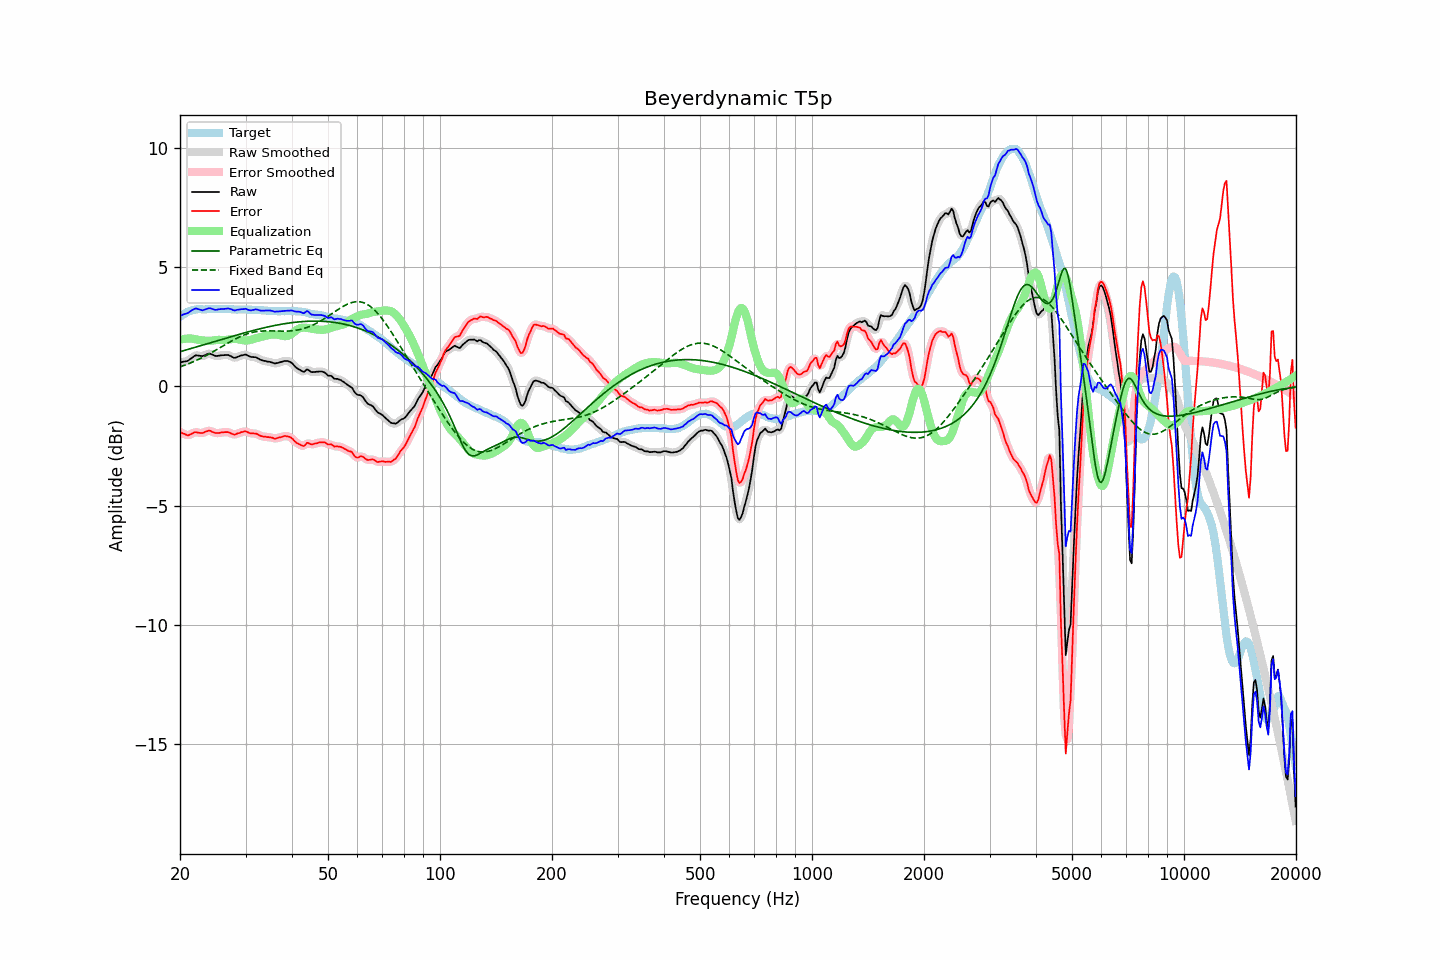 Beyerdynamic T5p
Target
Raw Smoothed
Error Smoothed
Raw
Error
Equalization
Parametric Eq
Fixed Band Eq
Equalized
10
5
0
−5
−10
−15
Amplitude (dBr)
20 50 100 200 500 1000 2000 5000 10000 20000
Frequency (Hz)